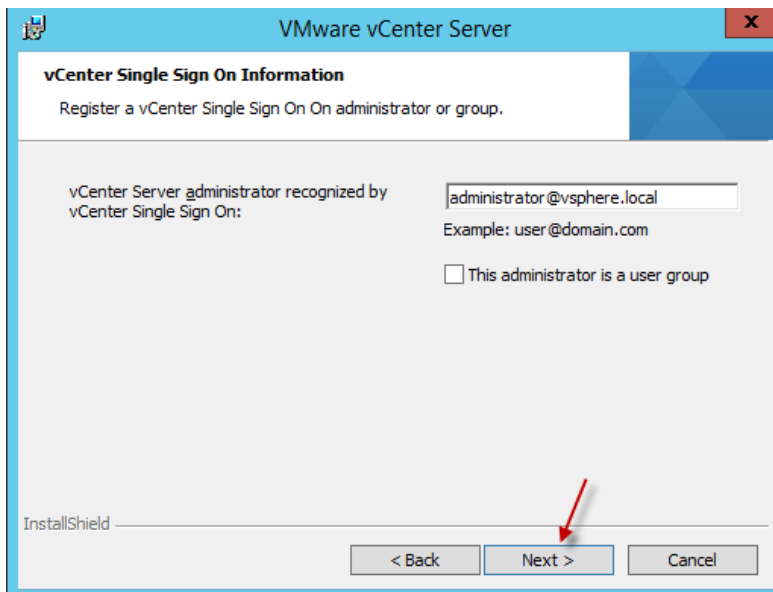 VMware vCenter Server
x
vCenter Single Sign On Information
Register a vCenter Single Sign On On administrator or group.
vCenter Server administrator recognized by
vCenter Single Sign On:
administrator@vsphere.local
Example: user@domain.com
This administrator is a user group
InstallShield
< Back
Next >
Cancel